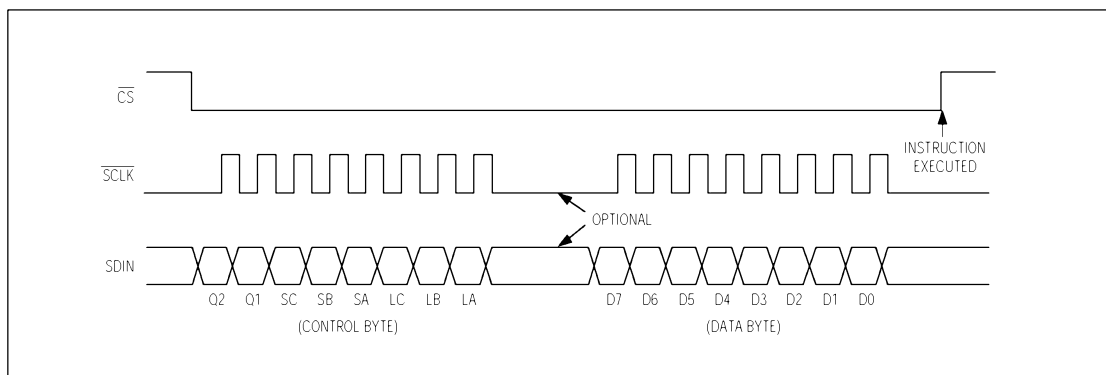 CS
INSTRUCTION
EXECUTED
SCLK
OPTIONAL
SDIN
Q2 Q1 SC SB SA LC LB LA D7 D6 D5 D4 D3 D2 D1 D0
(CONTROL BYTE) (DATA BYTE)